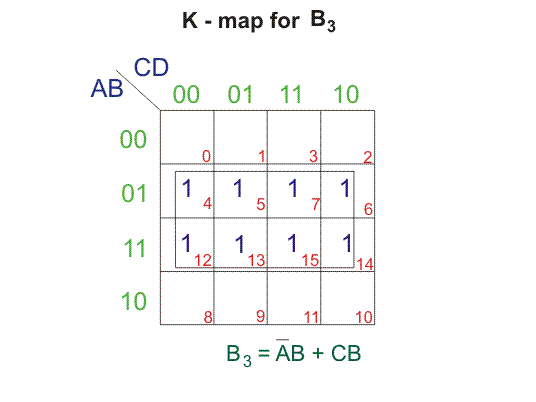 K - map for B₃
CD
AB
00 01 11 10
00
0 1 3 2
01
1 1 1 1
4 5 7 6
11
1 1 1 1
12 13 15 14
10
8 9 11 10
B₃ = A̅B + CB